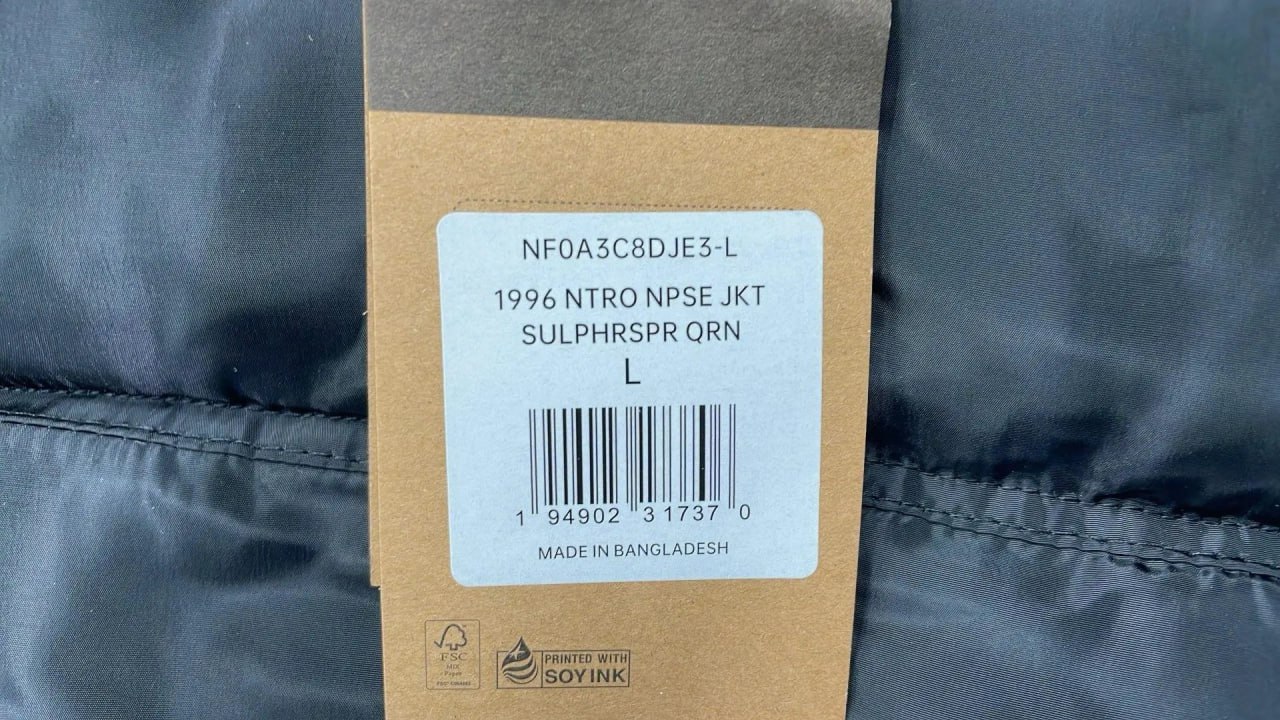 NF0A3C8DJE3-L
1996 NTRO NPSE JKT
SULPHRSPR QRN
L
1 94902 31737 0
MADE IN BANGLADESH
FSC
MIX
Paper
PRINTED WITH
SOY INK